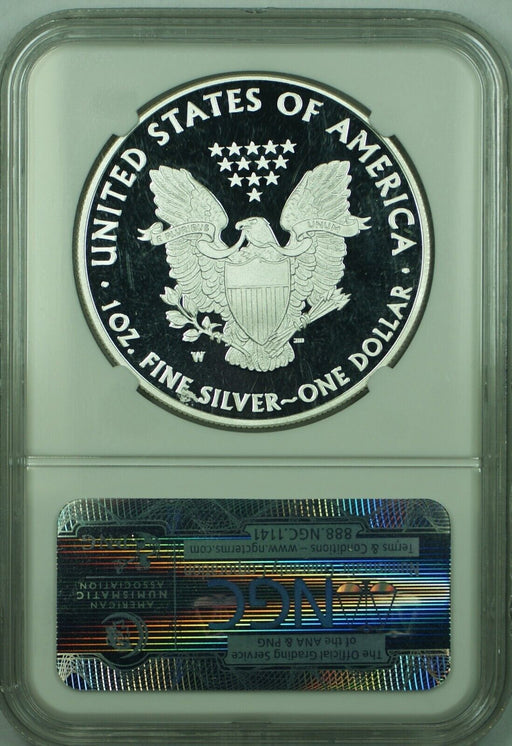 UNITED STATES OF AMERICA
UNUM
W
1 OZ. FINE SILVER~ONE DOLLAR
The Official Grading Service
of the ANA & PNG
NGC
AMERICAN
NUMISMATIC
ASSOCIATION
PNG
Terms & Conditions – www.ngcterms.com
888.NGC.1141